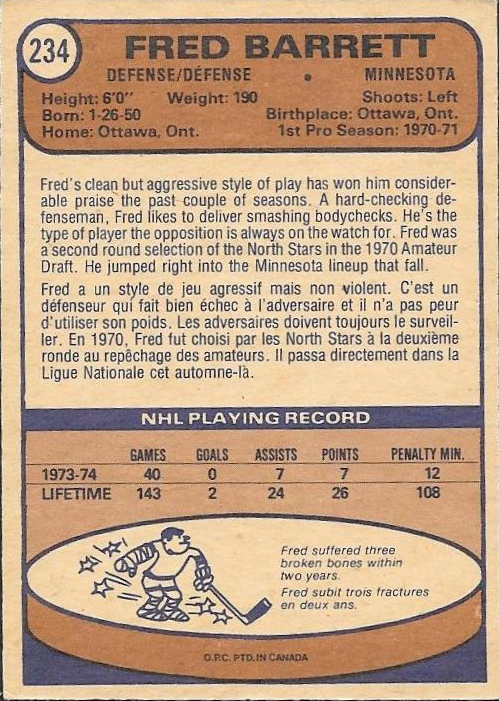 234
FRED BARRETT
DEFENSE/DÉFENSE • MINNESOTA
Height: 6'0" Weight: 190 Shoots: Left
Born: 1-26-50 Birthplace: Ottawa, Ont.
Home: Ottawa, Ont. 1st Pro Season: 1970-71
Fred's clean but aggressive style of play has won him consider-
able praise the past couple of seasons. A hard-checking de-
fenseman, Fred likes to deliver smashing bodychecks. He's the
type of player the opposition is always on the watch for. Fred was
a second round selection of the North Stars in the 1970 Amateur
Draft. He jumped right into the Minnesota lineup that fall.
Fred a un style de jeu agressif mais non violent. C'est un
défenseur qui fait bien échec à l'adversaire et il n'a pas peur
d'utiliser son poids. Les adversaires doivent toujours le surveil-
ler. En 1970, Fred fut choisi par les North Stars à la deuxième
ronde au repêchage des amateurs. Il passa directement dans la
Ligue Nationale cet automne-là.
NHL PLAYING RECORD
GAMES GOALS ASSISTS POINTS PENALTY MIN.
1973-74 40 0 7 7 12
LIFETIME 143 2 24 26 108
Fred suffered three
broken bones within
two years.
Fred subit trois fractures
en deux ans.
O.P.C. PTD. IN CANADA